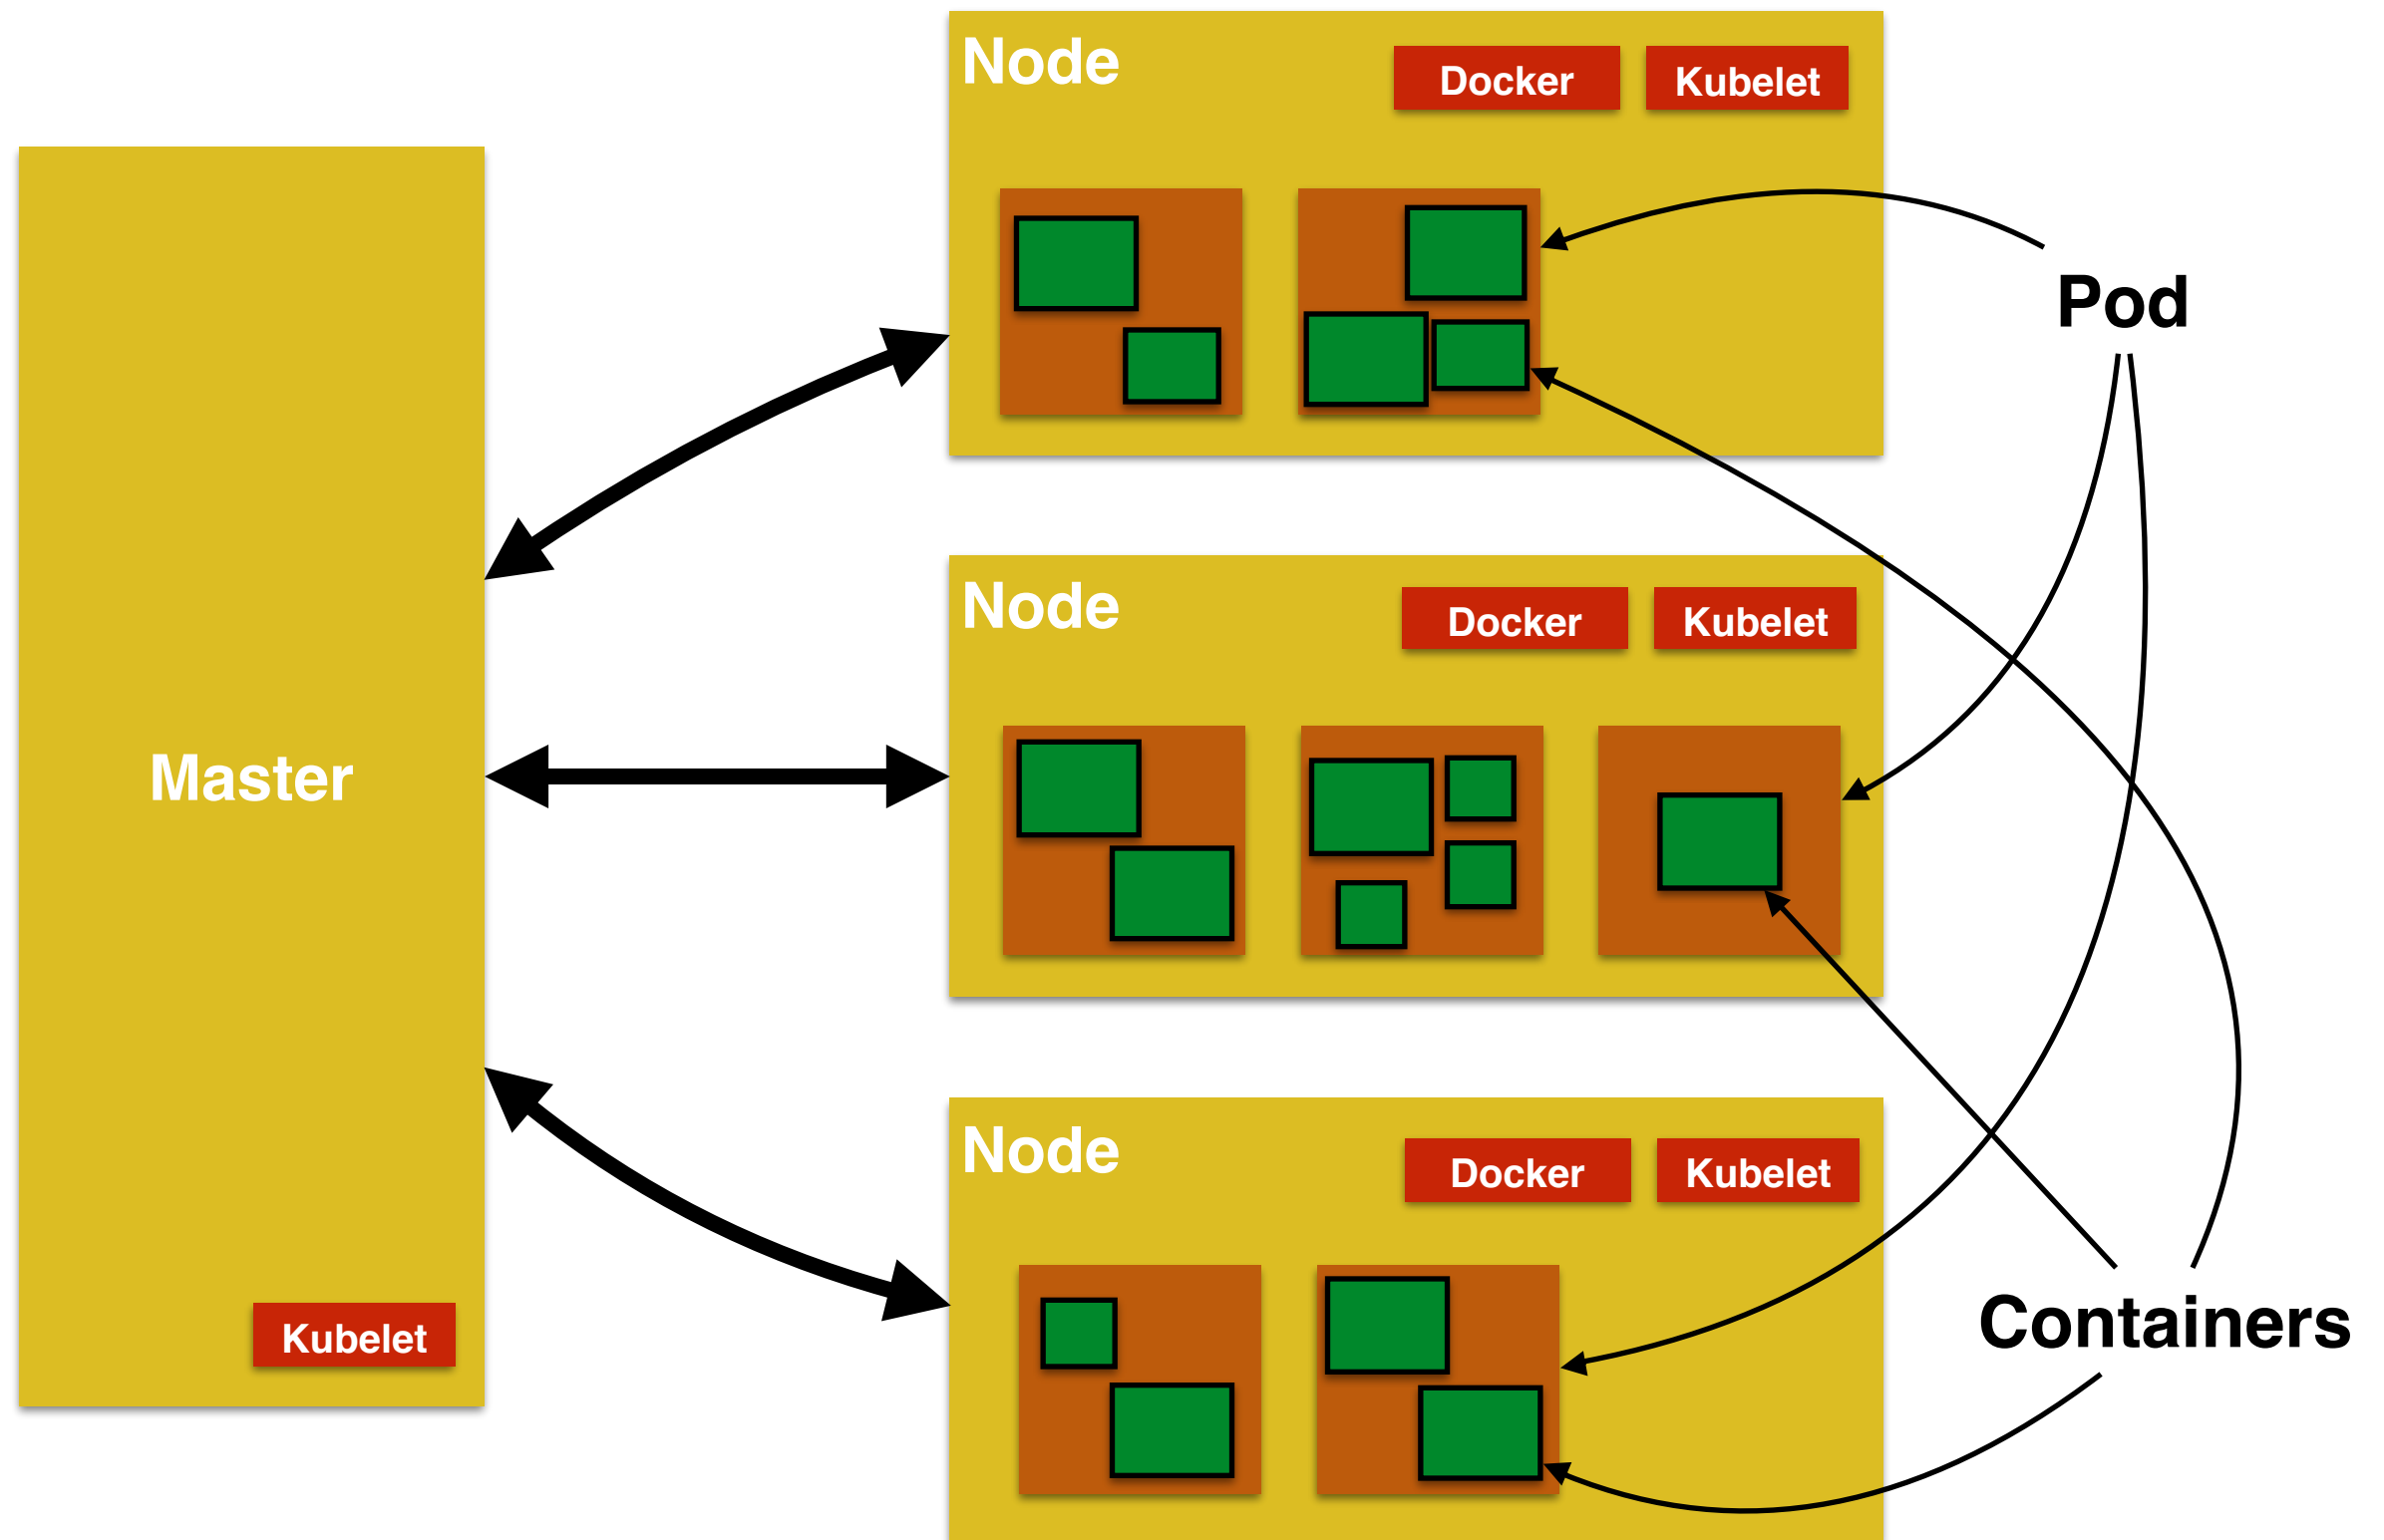 Node
Docker
Kubelet
Pod
Node
Docker
Kubelet
Master
Node
Docker
Kubelet
Containers
Kubelet